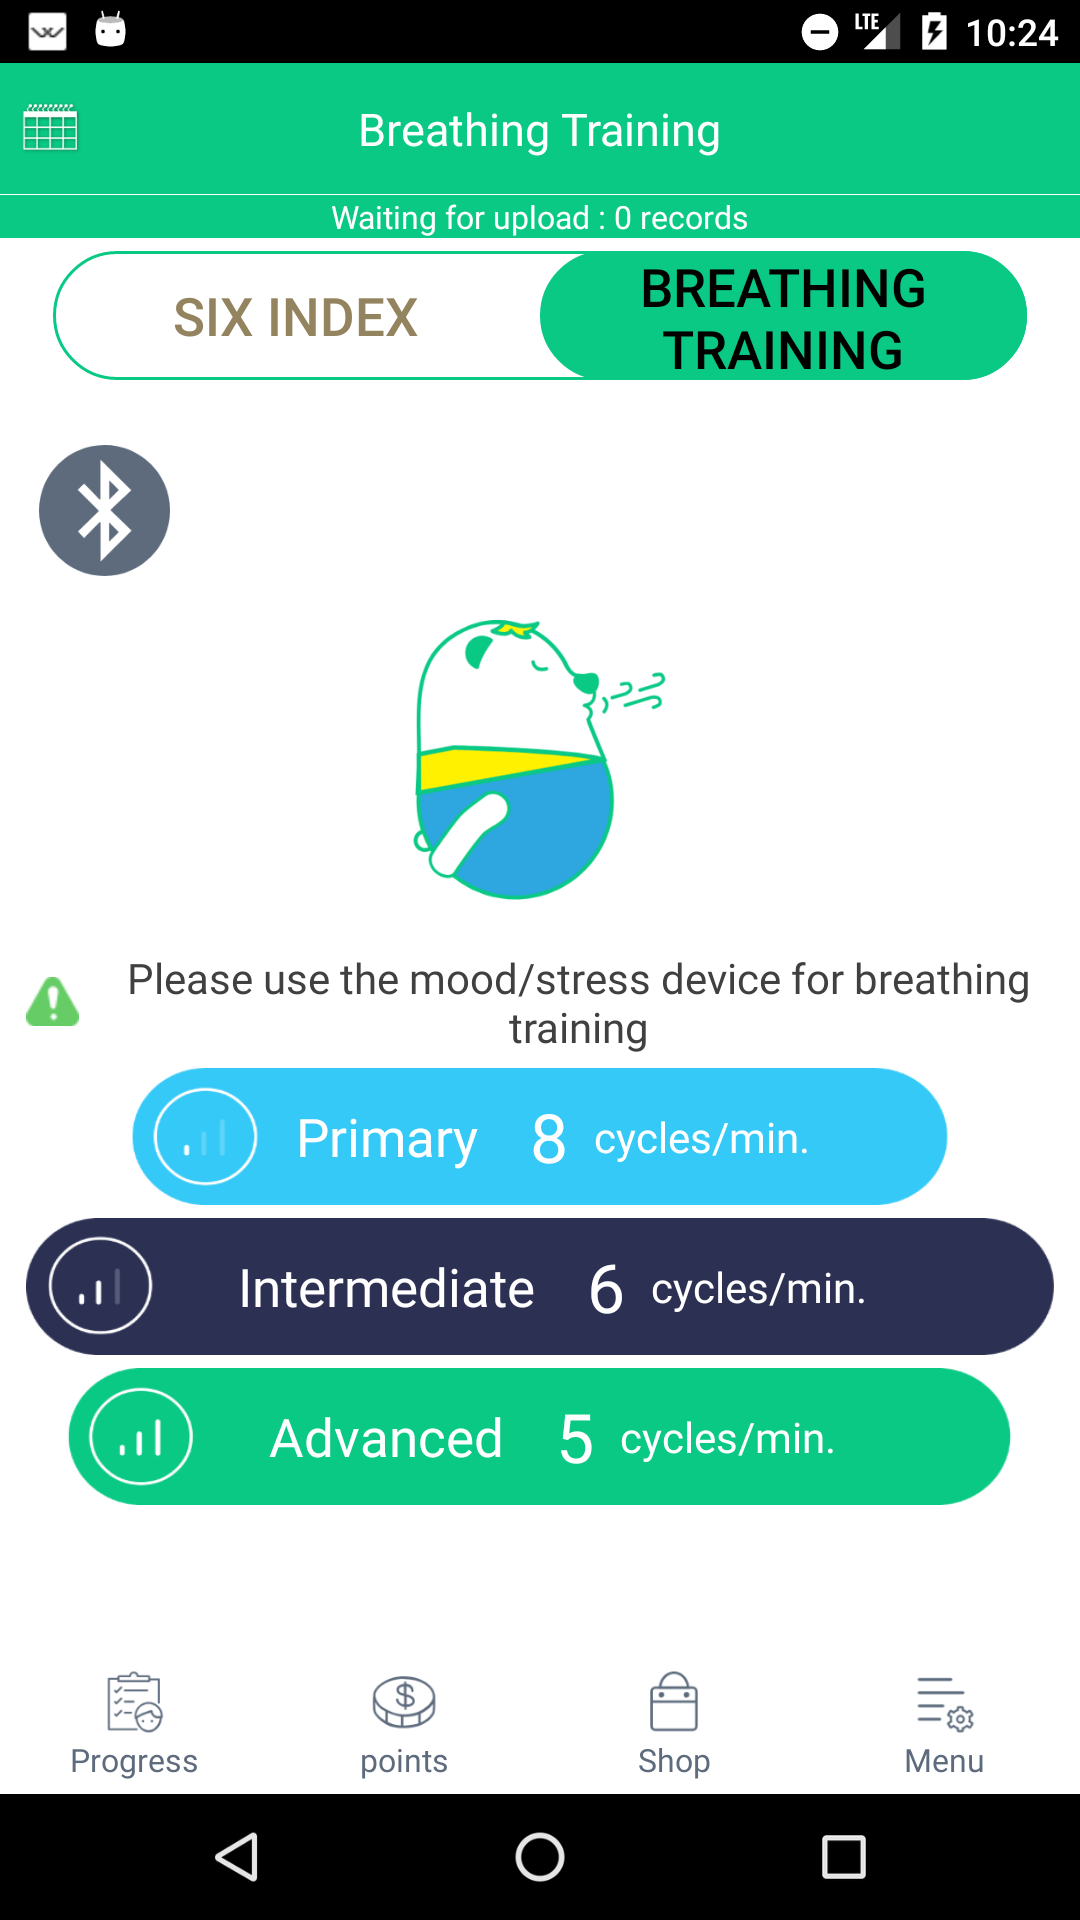 LTE 10:24
Breathing Training
Waiting for upload : 0 records
SIX INDEX
BREATHING
TRAINING
Please use the mood/stress device for breathing
training
Primary 8 cycles/min.
Intermediate 6 cycles/min.
Advanced 5 cycles/min.
Progress points Shop Menu